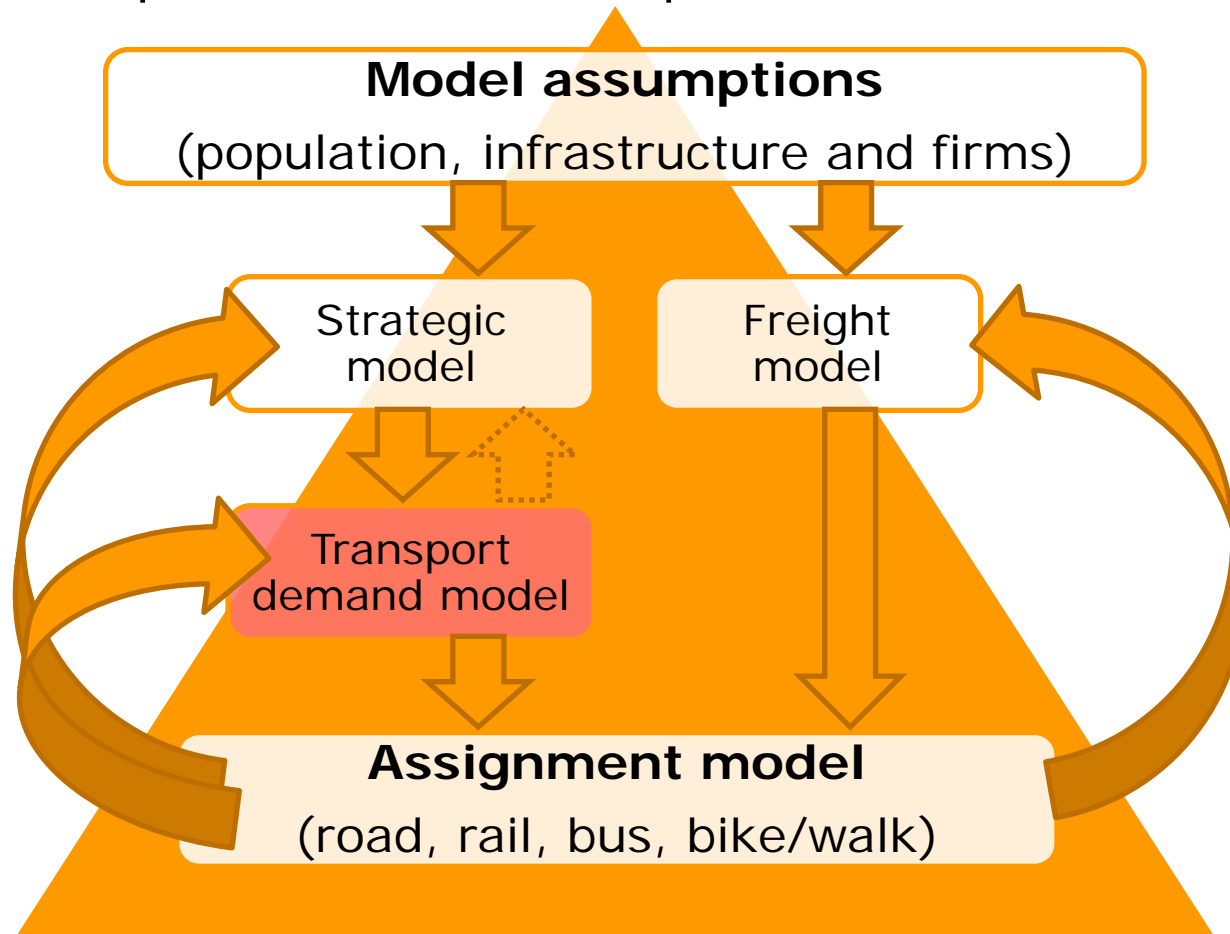 Model assumptions
(population, infrastructure and firms)
Strategic
model
Freight
model
Transport
demand model
Assignment model
(road, rail, bus, bike/walk)